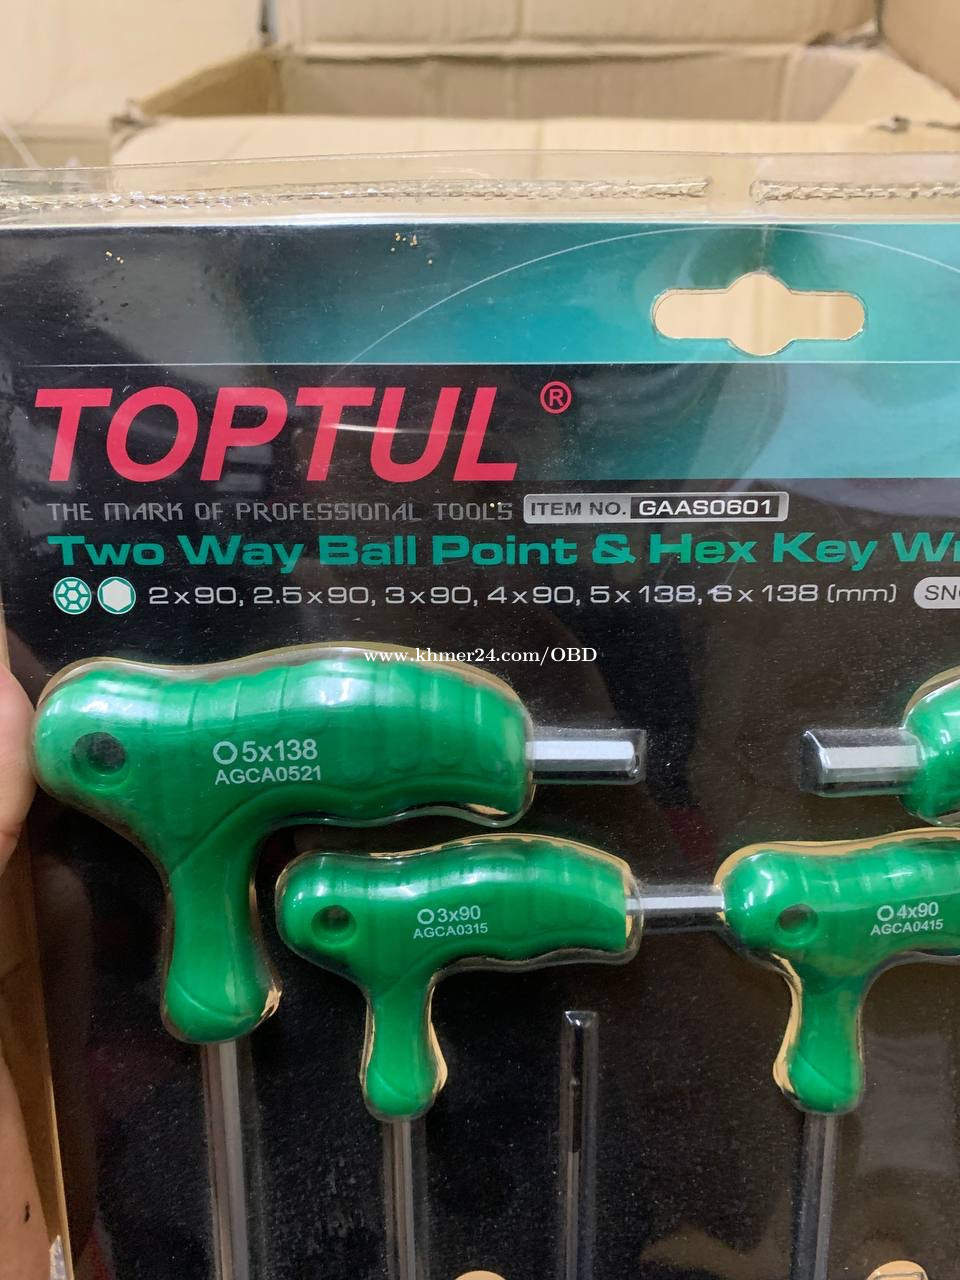 TOPTUL®
THE MARK OF PROFESSIONAL TOOLS ITEM NO. GAAS0601
Two Way Ball Point & Hex Key
2x90, 2.5x90, 3x90, 4x90, 5x138, 6x138 (mm)
www.khmer24.com/OBD
5x138
AGCA0521
3x90
AGCA0315
4x90
AGCA0415